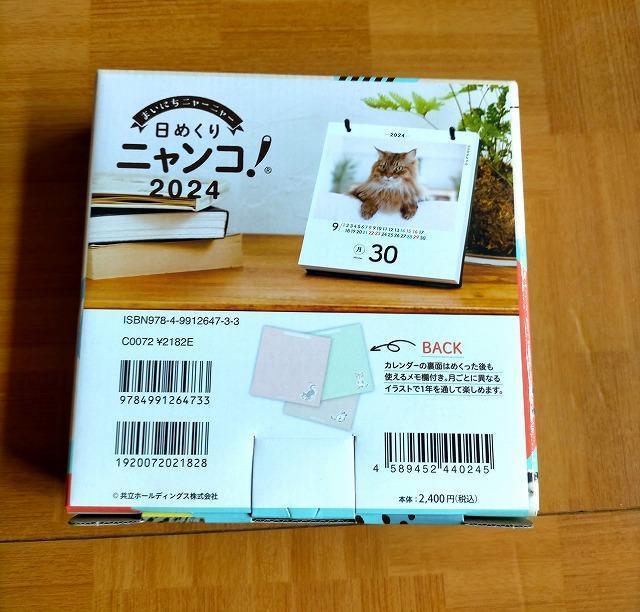 まいにちニャーニャー
日めくり
ニャンコ!®
2024
2024
9
30
月
ISBN978-4-9912647-3-3
C0072 ¥2182E
9784991264733
1920072021828
BACK
カレンダーの裏面はめくった後も
使えるメモ欄付き。月ごとに異なる
イラストで1年を通して楽しめます。
4 589452 440245
© 共立ホールディングス株式会社
本体:2,400円(税込)